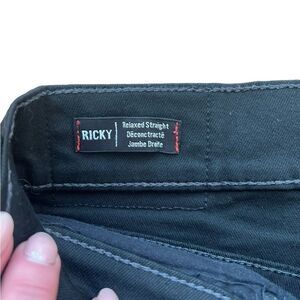 RICKY
Relaxed Straight
Décontracté
Jambe Droite